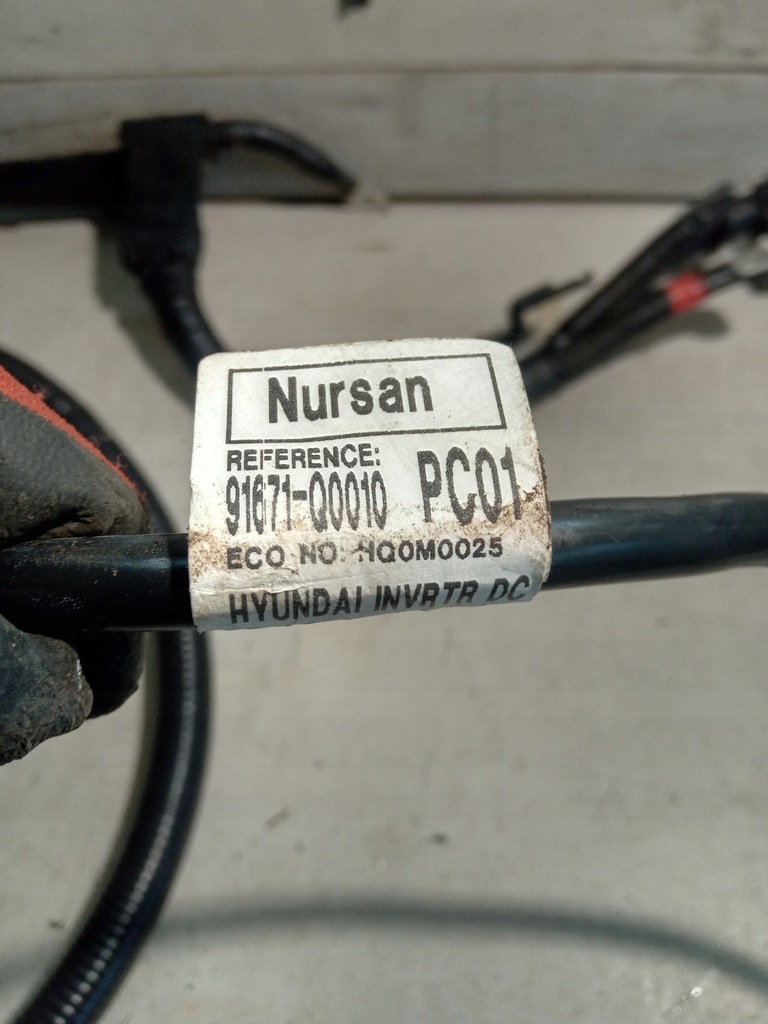 Nursan
REFERENCE:
91671-Q0010 PC01
ECO NO: HQ0M0025
HYUNDAI INVRTR DC